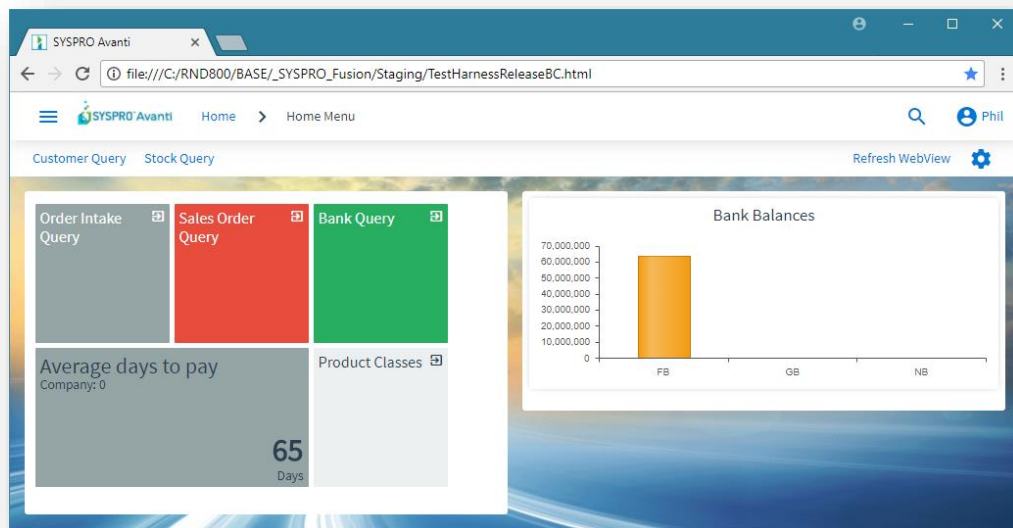 SYSPRO Avanti
file:///C:/RND800/BASE/_SYSPRO_Fusion/Staging/TestHarnessReleaseBC.html
SYSPRO Avanti Home Home Menu Phil
Customer Query Stock Query Refresh WebView
Order Intake
Query
Sales Order
Query
Bank Query
Average days to pay
Company: 0
65
Days
Product Classes
Bank Balances
70,000,000
60,000,000
50,000,000
40,000,000
30,000,000
20,000,000
10,000,000
0
FB GB NB